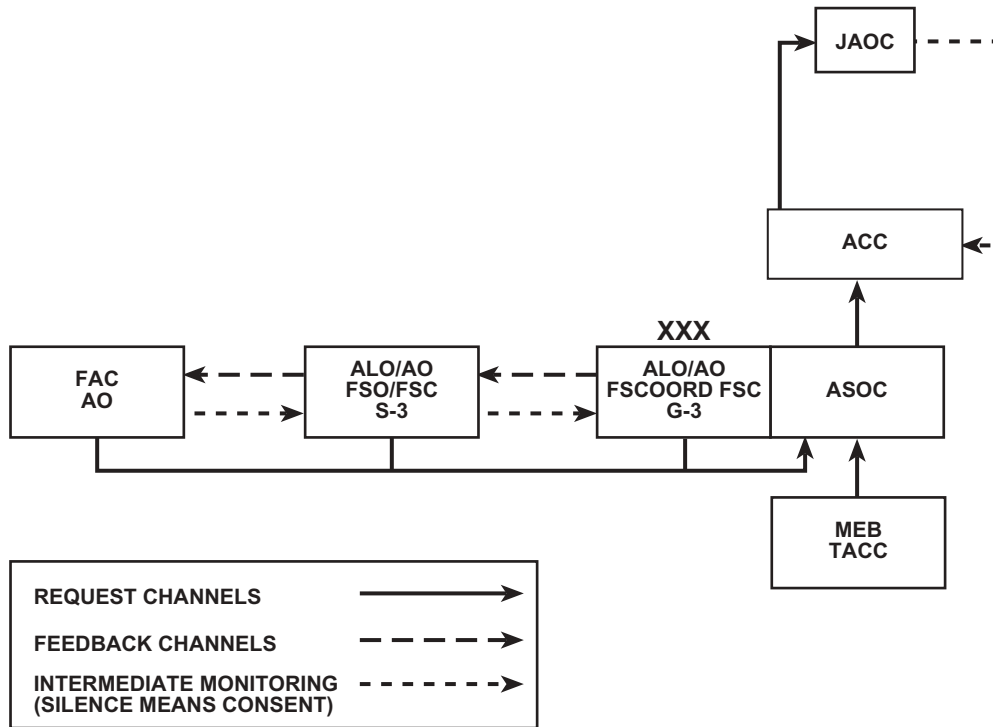 JAOC
ACC
XXX
FAC
AO
ALO/AO
FSO/FSC
S-3
ALO/AO
FSCOORD FSC
G-3
ASOC
MEB
TACC
REQUEST CHANNELS
FEEDBACK CHANNELS
INTERMEDIATE MONITORING
(SILENCE MEANS CONSENT)